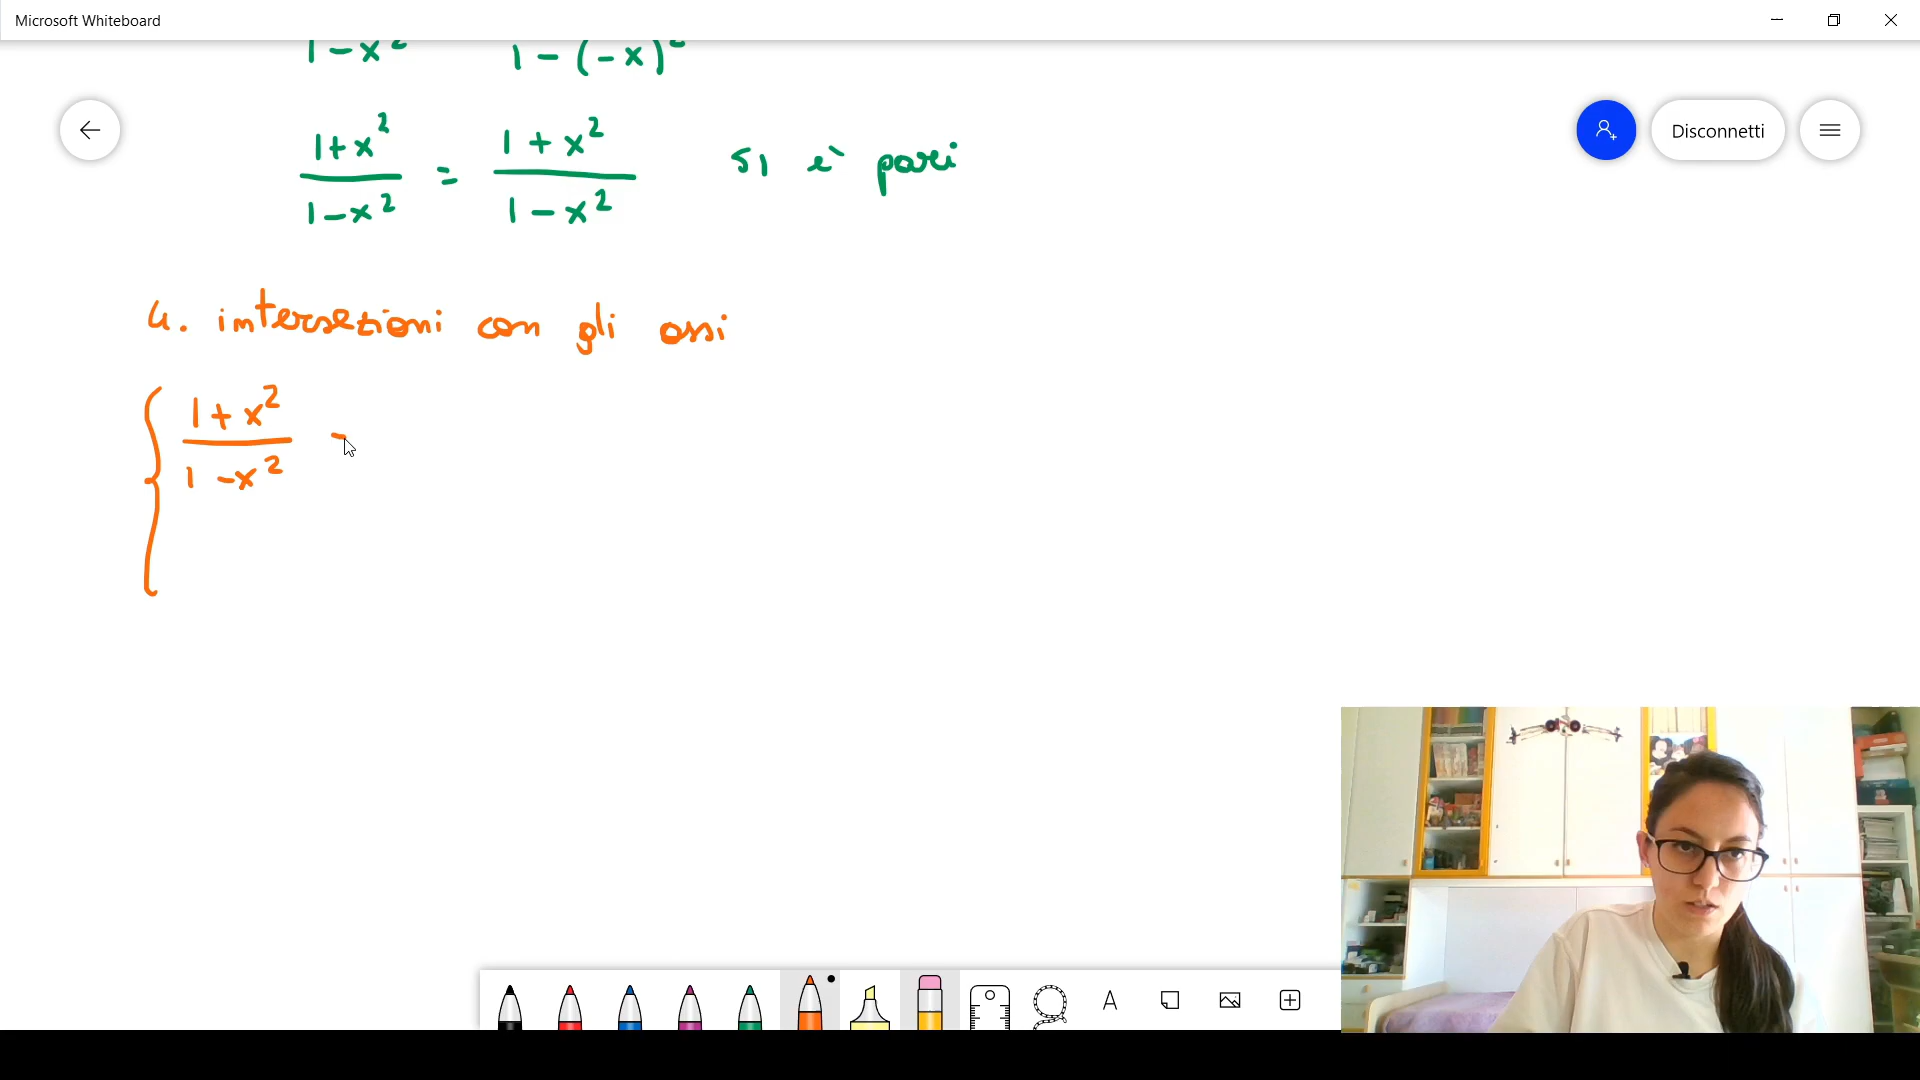 Microsoft Whiteboard
1-x² 1-(-x)²
Disconnetti
1+x²/1-x² = 1+x²/1-x² sì è pari
4. intersezioni con gli assi
{ 1+x²/1-x² -
A